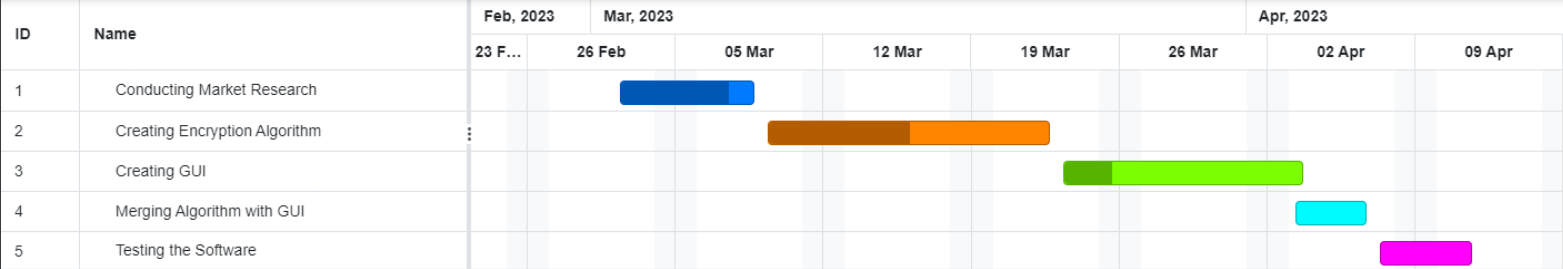 ID Name Feb, 2023 Mar, 2023 Apr, 2023
23 F... 26 Feb 05 Mar 12 Mar 19 Mar 26 Mar 02 Apr 09 Apr
1 Conducting Market Research
2 Creating Encryption Algorithm
3 Creating GUI
4 Merging Algorithm with GUI
5 Testing the Software